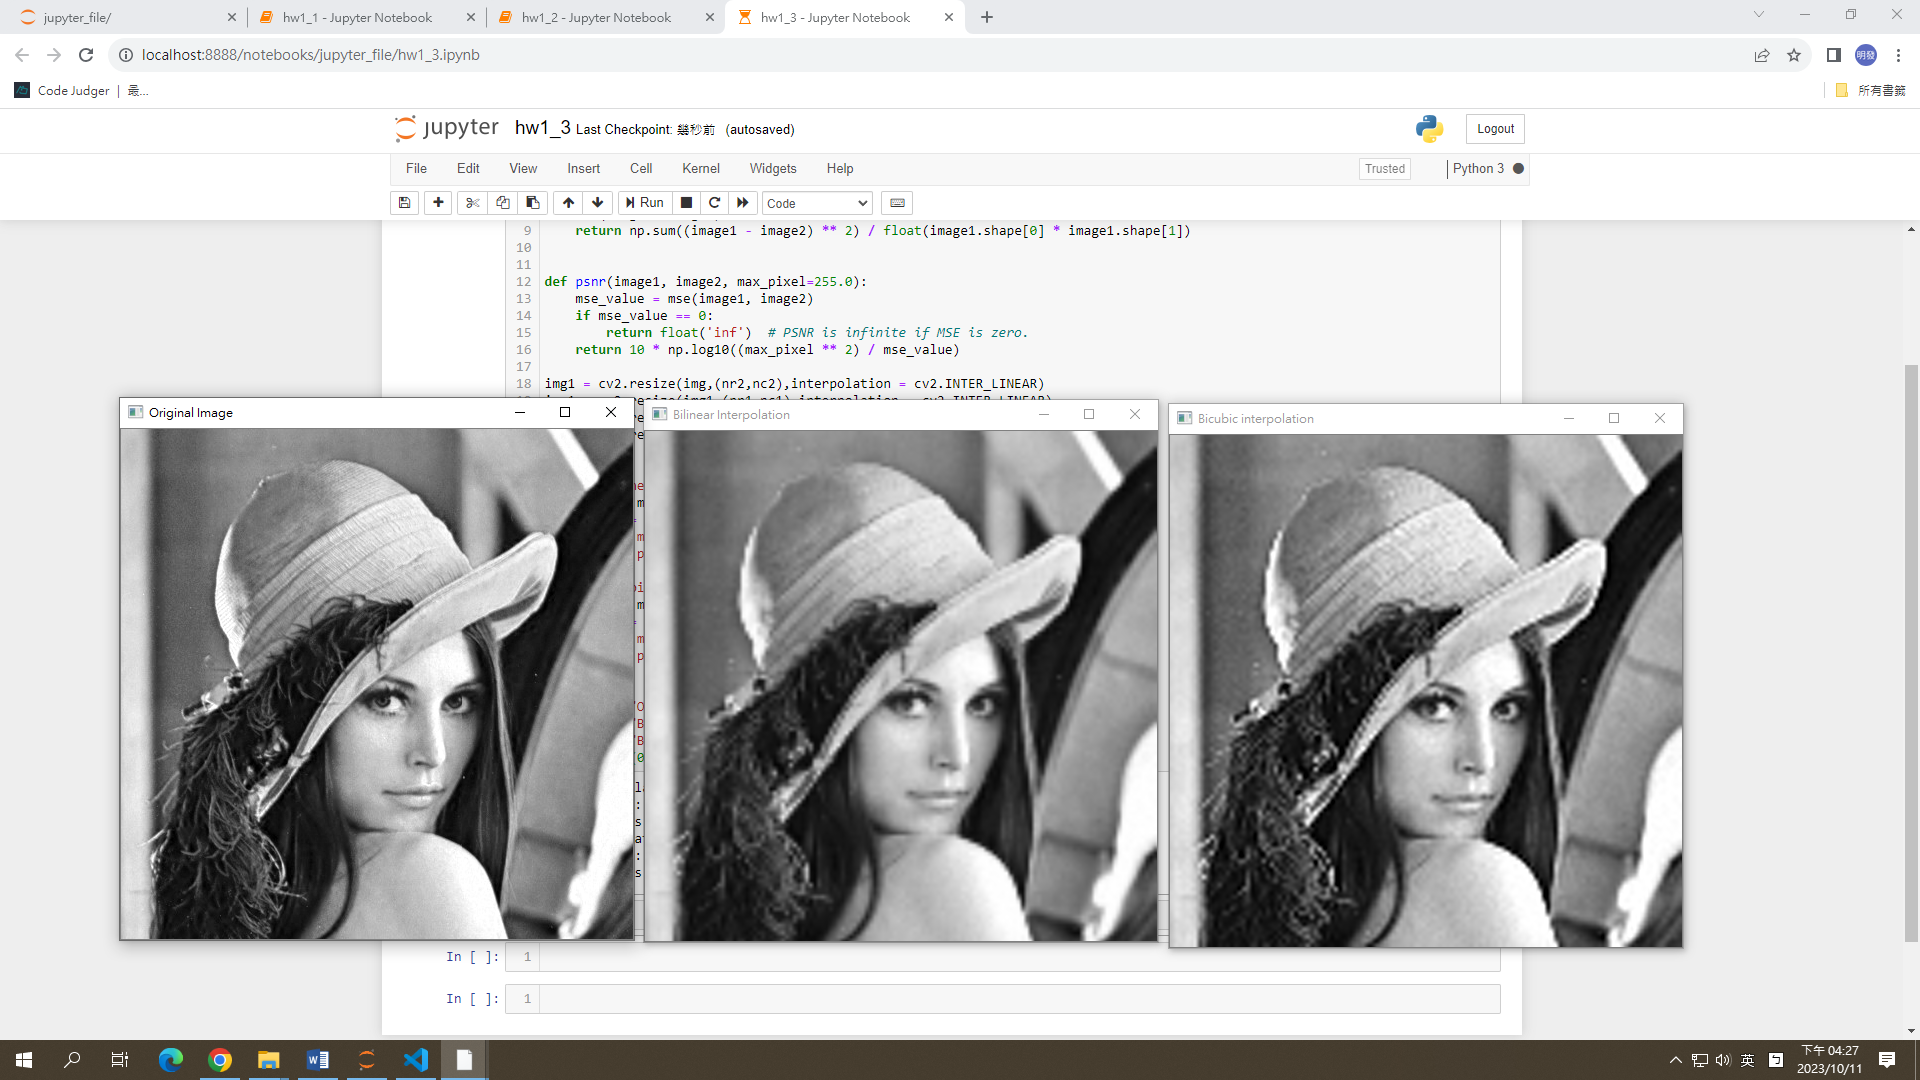 jupyter_file/
hw1_1 - Jupyter Notebook
hw1_2 - Jupyter Notebook
hw1_3 - Jupyter Notebook
localhost:8888/notebooks/jupyter_file/hw1_3.ipynb
明發
Code Judger | 最...
所有書籤
jupyter hw1_3 Last Checkpoint: 幾秒前 (autosaved)
Logout
File Edit View Insert Cell Kernel Widgets Help
Trusted
Python 3
Run
Code
9 return np.sum((image1 - image2) ** 2) / float(image1.shape[0] * image1.shape[1])
10
11
12 def psnr(image1, image2, max_pixel=255.0):
13 mse_value = mse(image1, image2)
14 if mse_value == 0:
15 return float('inf') # PSNR is infinite if MSE is zero.
16 return 10 * np.log10((max_pixel ** 2) / mse_value)
17
18 img1 = cv2.resize(img,(nr2,nc2),interpolation = cv2.INTER_LINEAR)
Original Image
Bilinear Interpolation
Bicubic interpolation
In [ ]: 1
In [ ]: 1
英
下午 04:27
2023/10/11